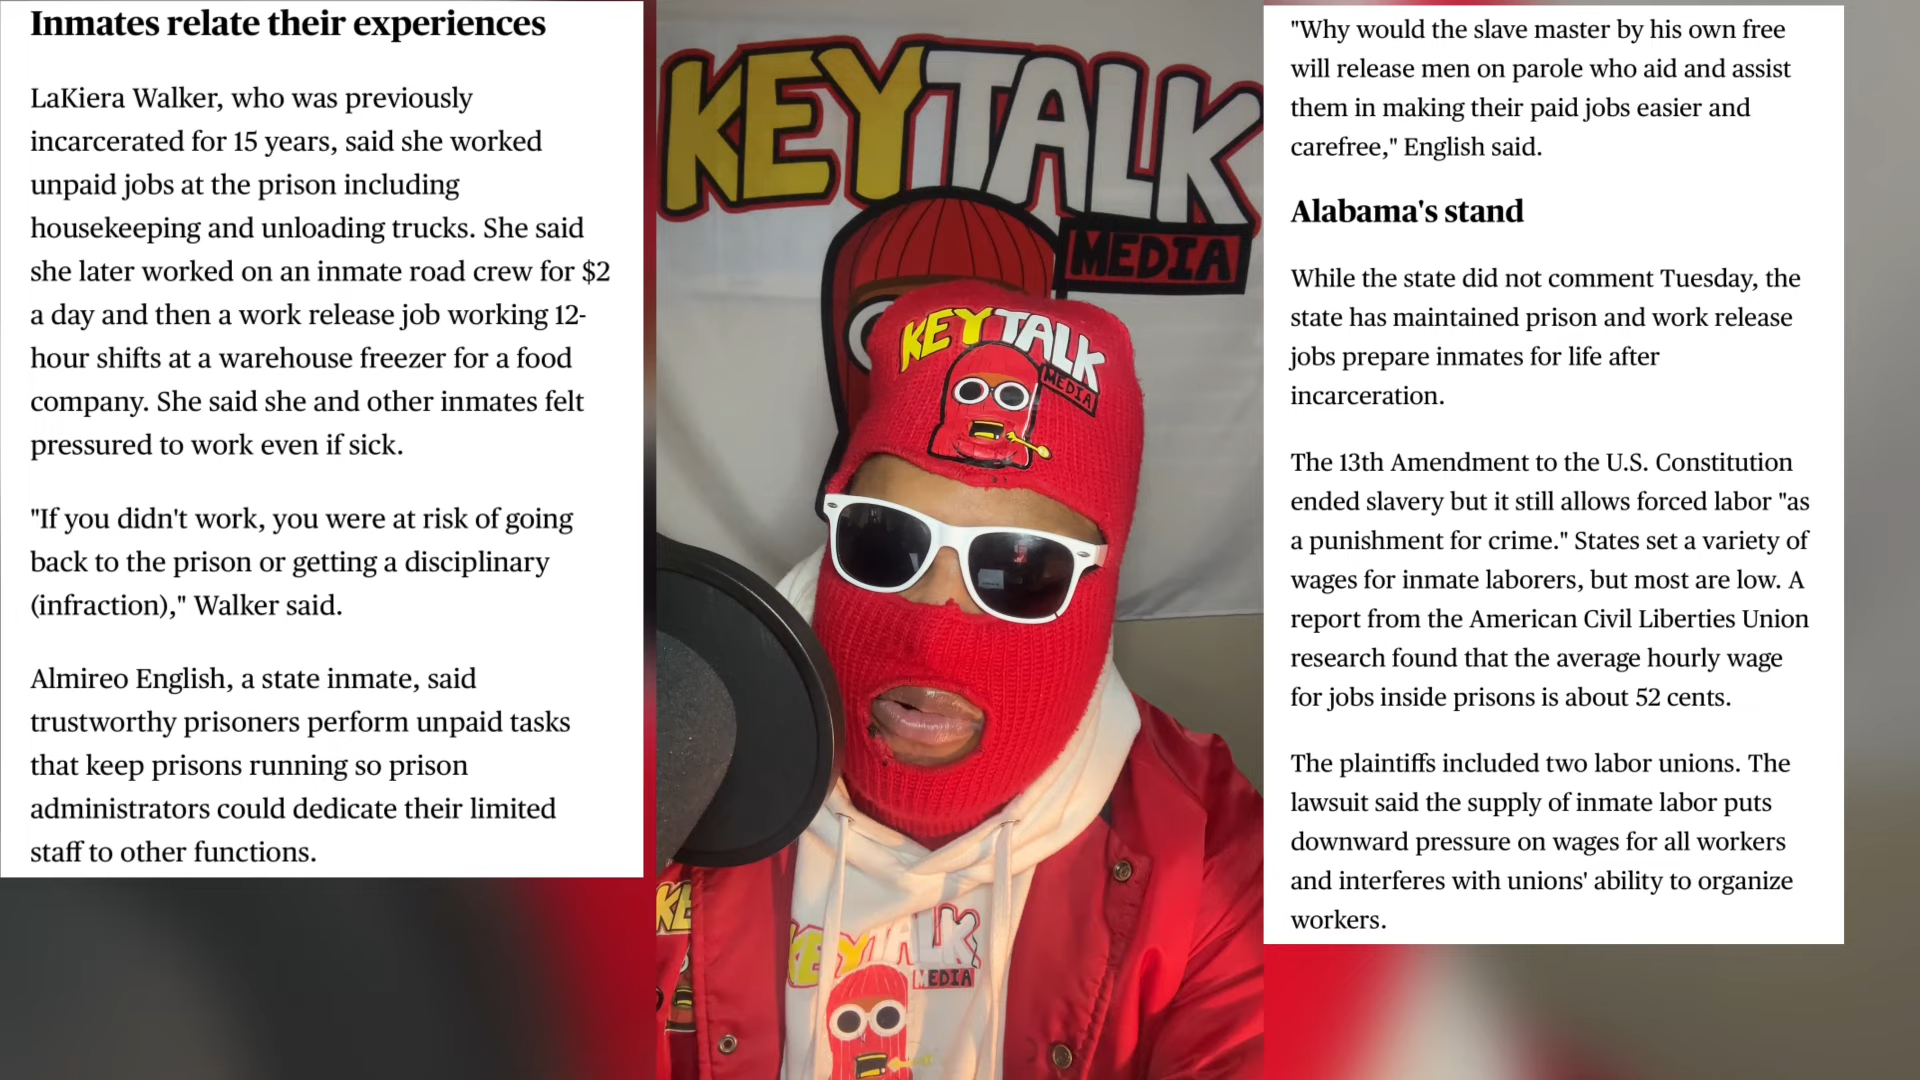 Inmates relate their experiences
LaKiera Walker, who was previously
incarcerated for 15 years, said she worked
unpaid jobs at the prison including
housekeeping and unloading trucks. She said
she later worked on an inmate road crew for $2
a day and then a work release job working 12-
hour shifts at a warehouse freezer for a food
company. She said she and other inmates felt
pressured to work even if sick.
"If you didn't work, you were at risk of going
back to the prison or getting a disciplinary
(infraction)," Walker said.
Almireo English, a state inmate, said
trustworthy prisoners perform unpaid tasks
that keep prisons running so prison
administrators could dedicate their limited
staff to other functions.
KEYTALK
MEDIA
KEYTALK
MEDIA
KE
KEYTALK
MEDIA
"Why would the slave master by his own free
will release men on parole who aid and assist
them in making their paid jobs easier and
carefree," English said.
Alabama's stand
While the state did not comment Tuesday, the
state has maintained prison and work release
jobs prepare inmates for life after
incarceration.
The 13th Amendment to the U.S. Constitution
ended slavery but it still allows forced labor "as
a punishment for crime." States set a variety of
wages for inmate laborers, but most are low. A
report from the American Civil Liberties Union
research found that the average hourly wage
for jobs inside prisons is about 52 cents.
The plaintiffs included two labor unions. The
lawsuit said the supply of inmate labor puts
downward pressure on wages for all workers
and interferes with unions' ability to organize
workers.